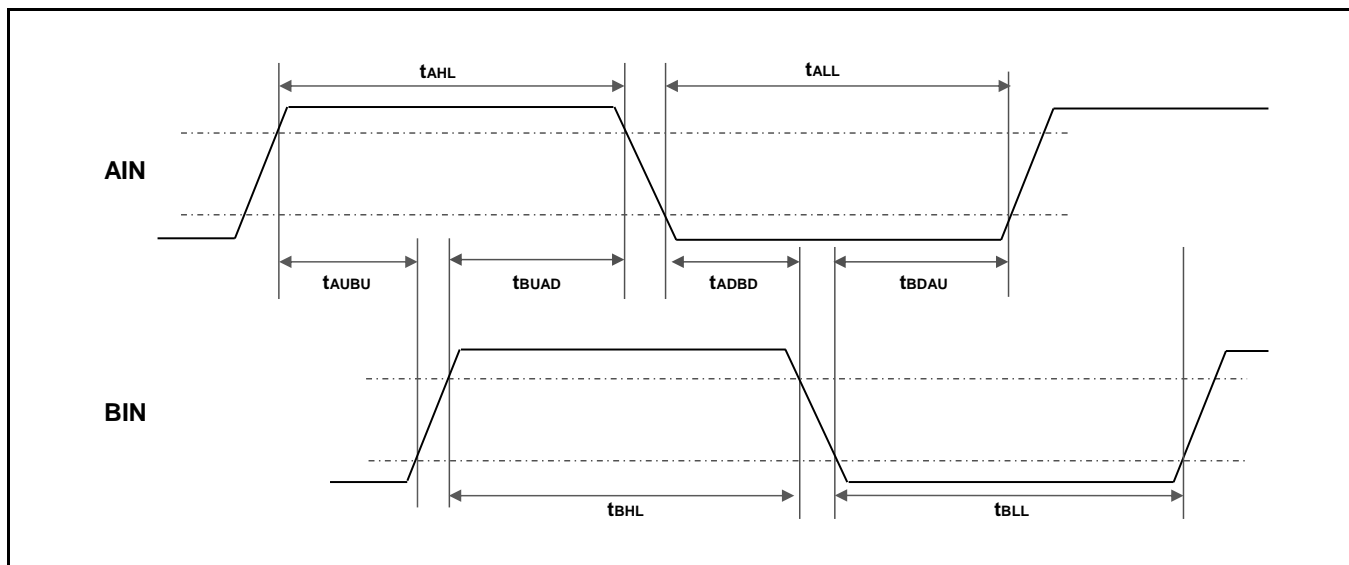 tAHL
tALL
AIN
tAUBU
tBUAD
tADBD
tBDAU
BIN
tBHL
tBLL